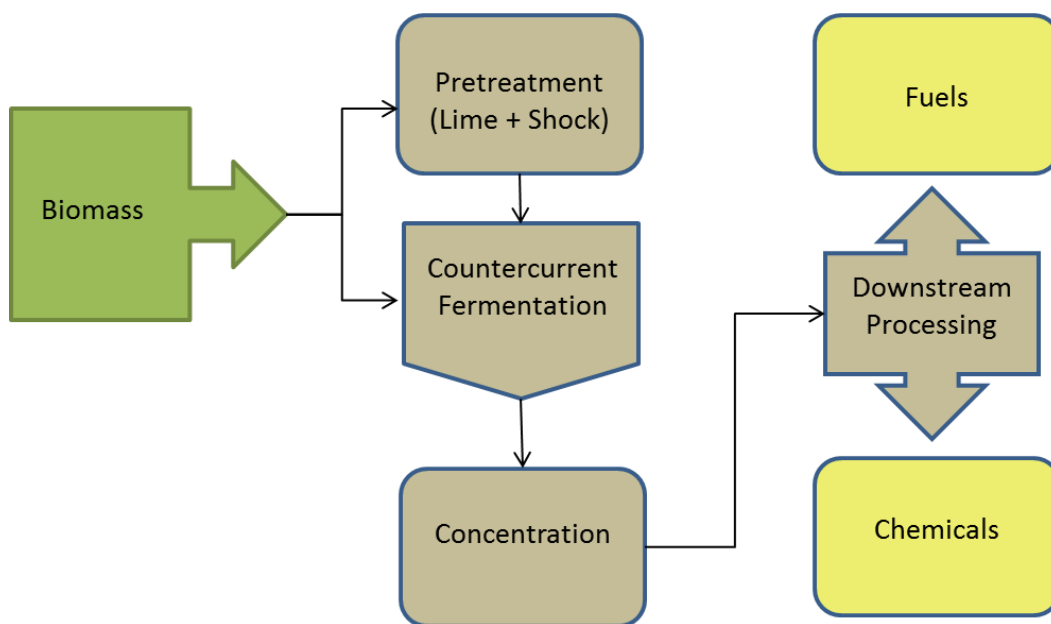 Biomass
Pretreatment
(Lime + Shock)
Countercurrent
Fermentation
Concentration
Downstream
Processing
Fuels
Chemicals